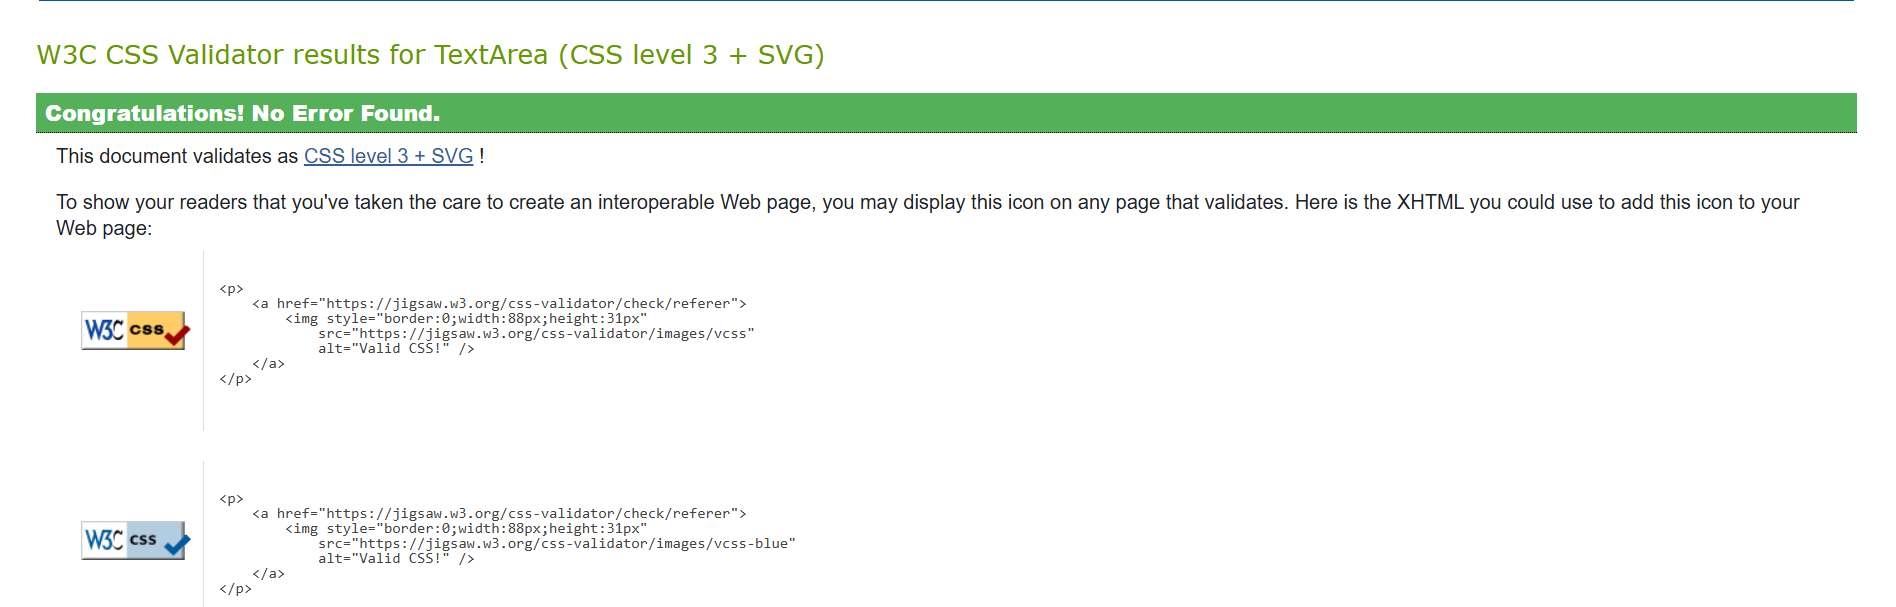 W3C CSS Validator results for TextArea (CSS level 3 + SVG)
Congratulations! No Error Found.
This document validates as CSS level 3 + SVG !
To show your readers that you've taken the care to create an interoperable Web page, you may display this icon on any page that validates. Here is the XHTML you could use to add this icon to your
Web page:
<p>
    <a href="https://jigsaw.w3.org/css-validator/check/referer">
        <img style="border:0;width:88px;height:31px"
W3C css
            src="https://jigsaw.w3.org/css-validator/images/vcss"
            alt="Valid CSS!" />
    </a>
</p>
<p>
    <a href="https://jigsaw.w3.org/css-validator/check/referer">
        <img style="border:0;width:88px;height:31px"
W3C css
            src="https://jigsaw.w3.org/css-validator/images/vcss-blue"
            alt="Valid CSS!" />
    </a>
</p>